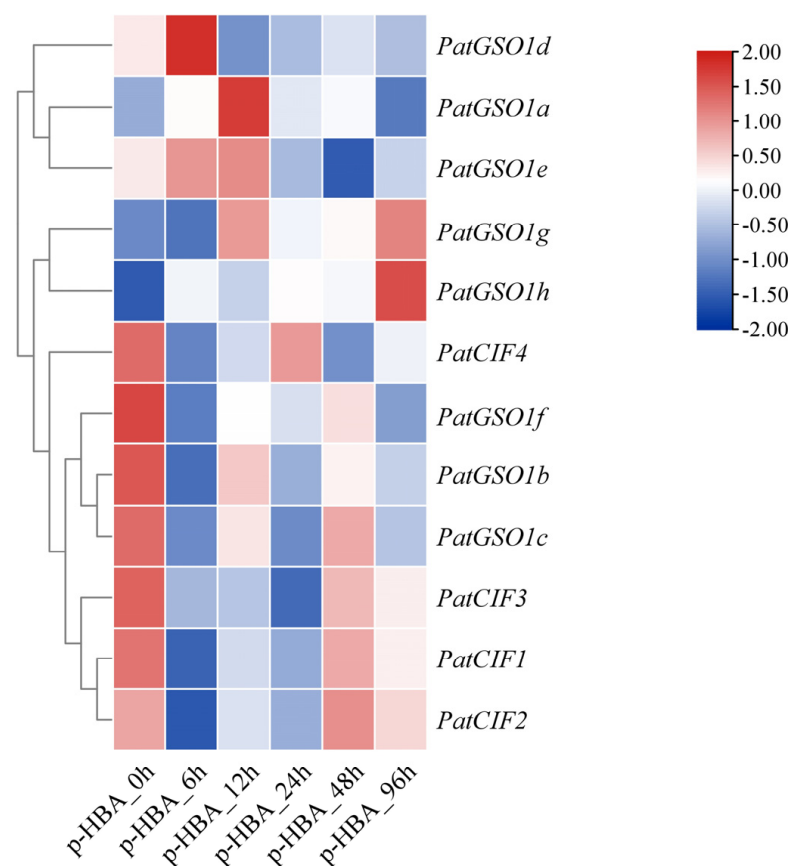 PatGSO1d
PatGSO1a
PatGSO1e
PatGSO1g
PatGSO1h
PatCIF4
PatGSO1f
PatGSO1b
PatGSO1c
PatCIF3
PatCIF1
PatCIF2
p-HBA_0h
p-HBA_6h
p-HBA_12h
p-HBA_24h
p-HBA_48h
p-HBA_96h
2.00
1.50
1.00
0.50
0.00
-0.50
-1.00
-1.50
-2.00